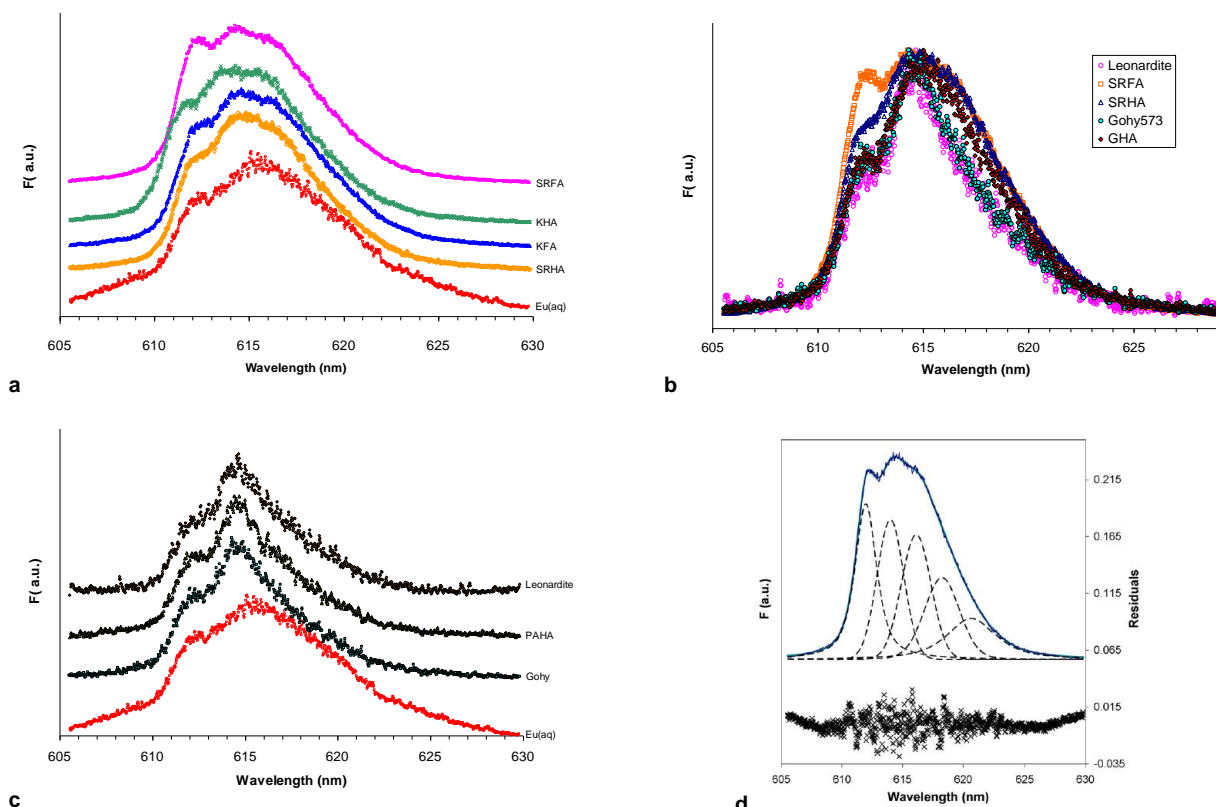 F( a.u.)
SRFA
KHA
KFA
SRHA
Eu(aq)
605 610 615 620 625 630
Wavelength (nm)
a
F( a.u.)
Leonardite
SRFA
SRHA
Gohy573
GHA
605 610 615 620 625
Wavelength (nm)
b
F( a.u.)
Leonardite
PAHA
Gohy
Eu(aq)
605 610 615 620 625 630
Wavelength (nm)
c
F (a.u.)
0.215
0.165
0.115
0.065
0.015
-0.035
Residuals
605 610 615 620 625 630
Wavelength (nm)
d